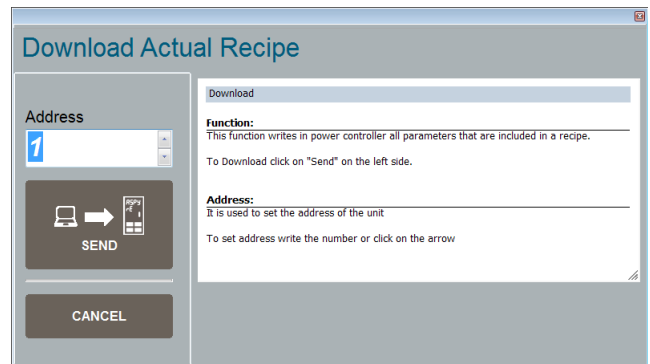 Download Actual Recipe
Address
1
SEND
CANCEL
Download
Function:
This function writes in power controller all parameters that are included in a recipe.
To Download click on "Send" on the left side.
Address:
It is used to set the address of the unit
To set address write the number or click on the arrow